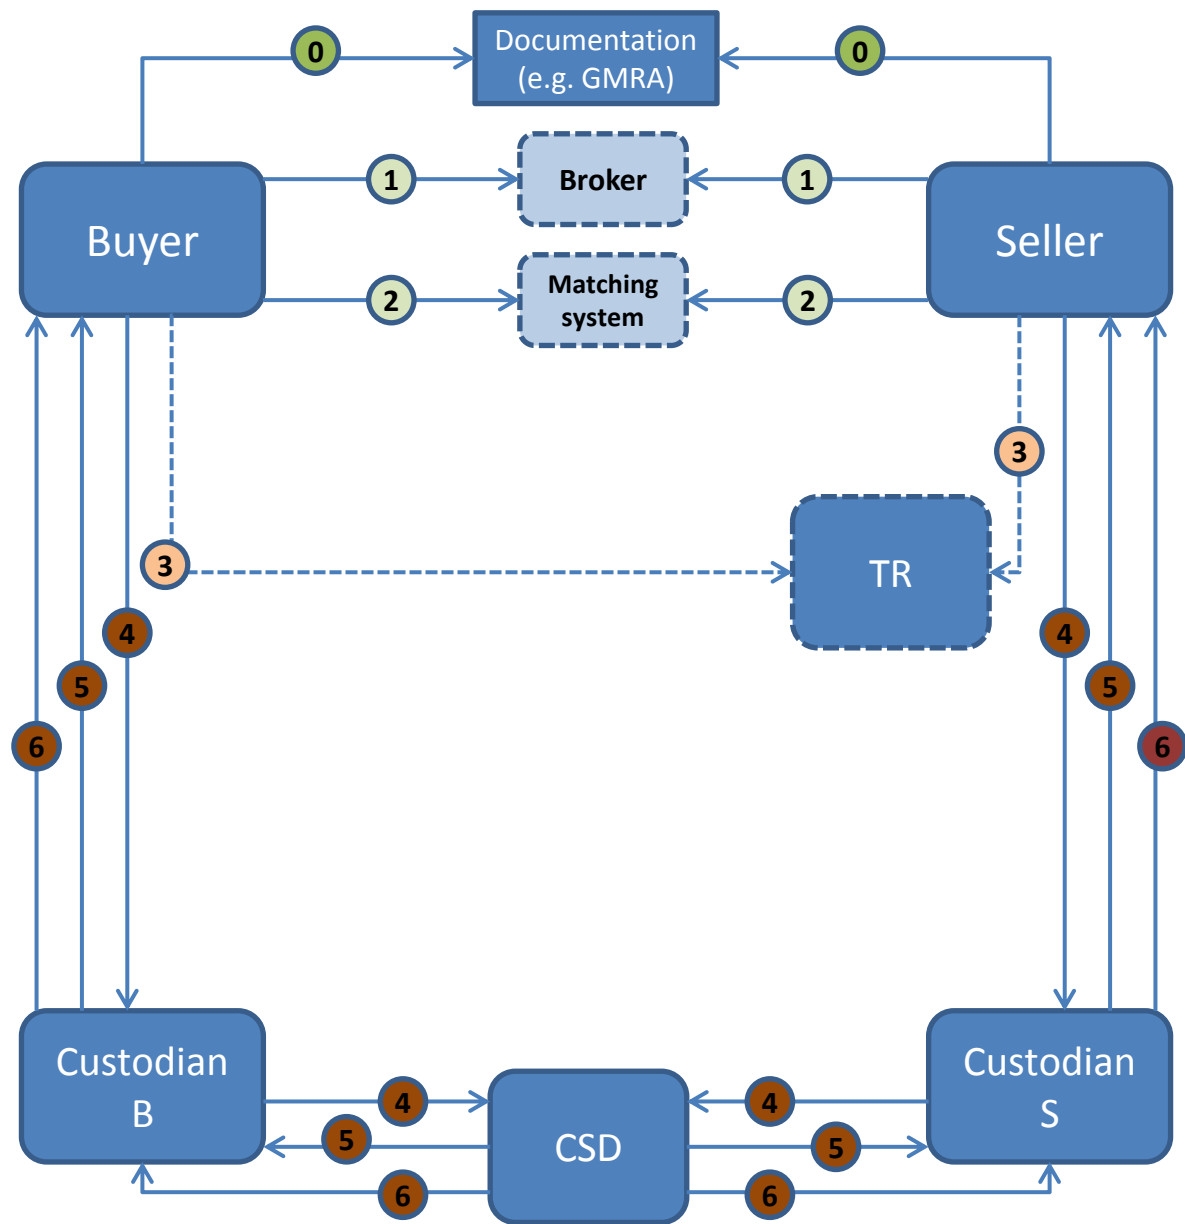 0
0
Documentation
(e.g. GMRA)
1
Broker
1
Buyer
Seller
2
Matching
system
2
3
3
TR
4
4
5
5
6
6
Custodian
B
Custodian
S
4
4
5
CSD
5
6
6